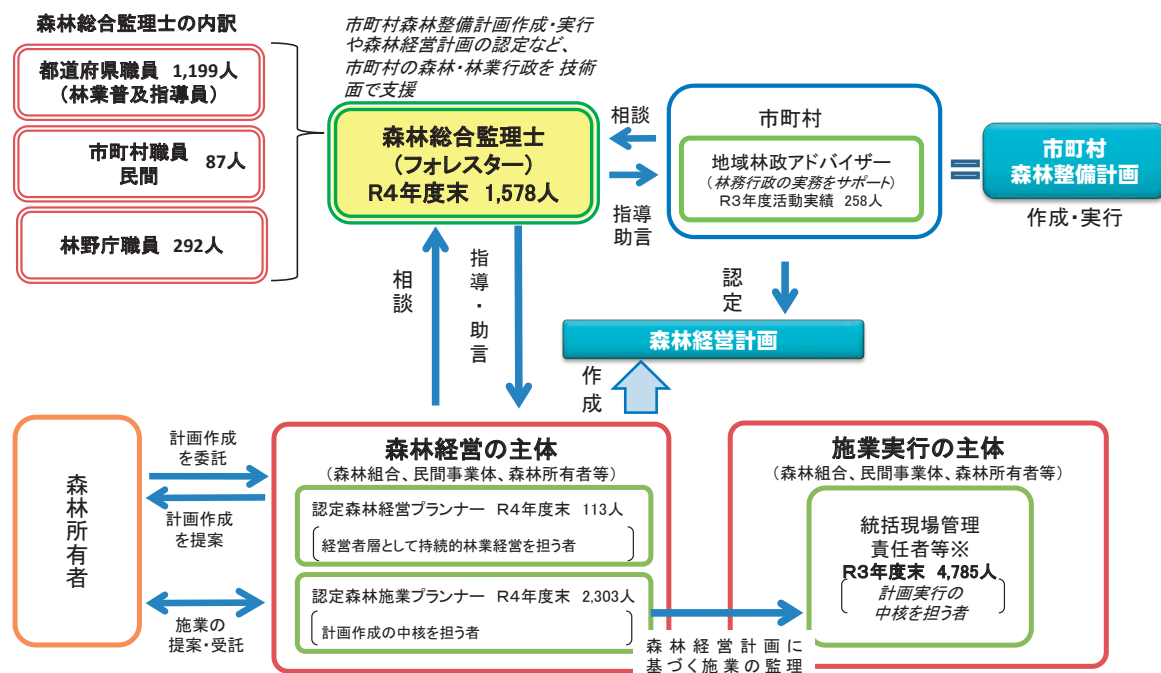 森林総合監理士の内訳
都道府県職員 1,199人
(林業普及指導員)
市町村職員
民間
87人
林野庁職員 292人
市町村森林整備計画作成・実行
や森林経営計画の認定など、
市町村の森林・林業行政を 技術
面で支援
森林総合監理士
(フォレスター)
R4年度末 1,578人
相談
指導
助言
市町村
地域林政アドバイザー
(林務行政の実務をサポート)
R3年度活動実績 258人
市町村
森林整備計画
作成・実行
相談
指導・助言
認定
森林経営計画
作成
森林所有者
計画作成
を委託
計画作成
を提案
施業の
提案・受託
森林経営の主体
(森林組合、民間事業体、森林所有者等)
認定森林経営プランナー R4年度末 113人
経営者層として持続的林業経営を担う者
認定森林施業プランナー R4年度末 2,303人
計画作成の中核を担う者
森林経営計画に
基づく施業の監理
施業実行の主体
(森林組合、民間事業体、森林所有者等)
統括現場管理
責任者等※
R3年度末 4,785人
計画実行の
中核を担う者